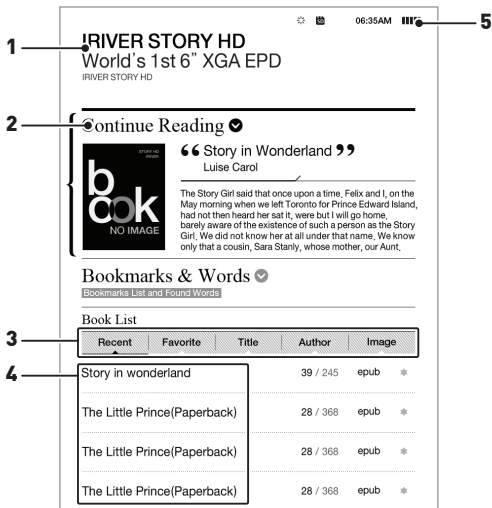 06:35AM
5
1
IRIVER STORY HD
World's 1st 6" XGA EPD
IRIVER STORY HD
2
Continue Reading
STORY HD
IRIVER
book
NO IMAGE
❝ Story in Wonderland ❞
Luise Carol
The Story Girl said that once upon a time, Felix and I, on the
May morning when we left Toronto for Prince Edward Island,
had not then heard her sat it, were but I will go home,
barely aware of the existence of such a person as the Story
Girl, We did not know her at all under that name, We know
only that a cousin, Sara Stanly, whose mother, our Aunt,
Bookmarks & Words
Bookmarks List and Found Words
Book List
3
Recent Favorite Title Author Image
4
Story in wonderland 39 / 245 epub
The Little Prince(Paperback) 28 / 368 epub
The Little Prince(Paperback) 28 / 368 epub
The Little Prince(Paperback) 28 / 368 epub